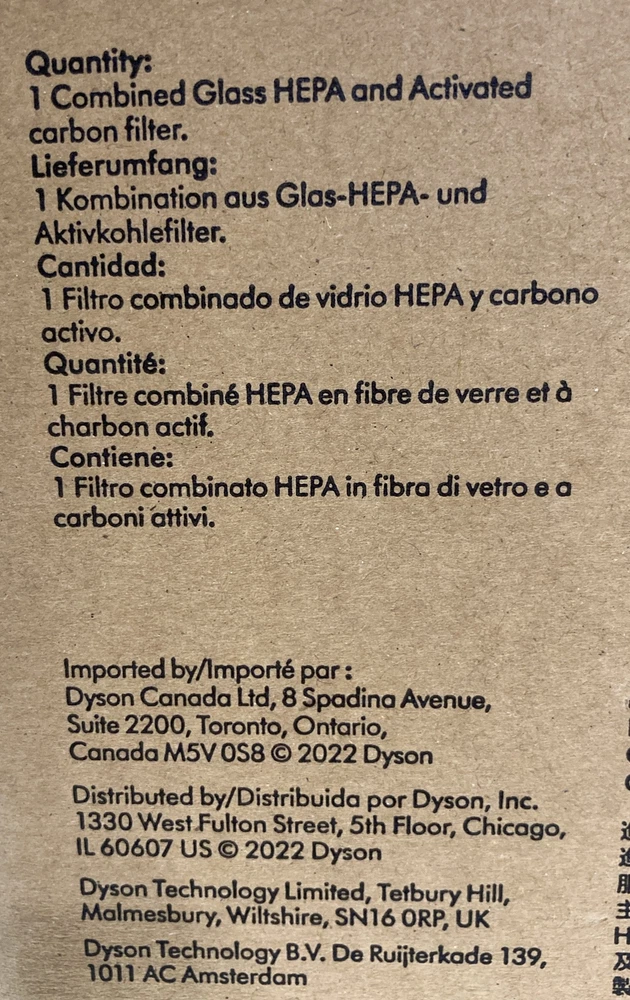 Quantity:
1 Combined Glass HEPA and Activated
carbon filter.
Lieferumfang:
1 Kombination aus Glas-HEPA- und
Aktivkohlefilter.
Cantidad:
1 Filtro combinado de vidrio HEPA y carbono
activo.
Quantité:
1 Filtre combiné HEPA en fibre de verre et à
charbon actif.
Contiene:
1 Filtro combinato HEPA in fibra di vetro e a
carboni attivi.
Imported by/Importé par :
Dyson Canada Ltd, 8 Spadina Avenue,
Suite 2200, Toronto, Ontario,
Canada M5V 0S8 © 2022 Dyson
Distributed by/Distribuida por Dyson, Inc.
1330 West Fulton Street, 5th Floor, Chicago,
IL 60607 US © 2022 Dyson
Dyson Technology Limited, Tetbury Hill,
Malmesbury, Wiltshire, SN16 0RP, UK
Dyson Technology B.V. De Ruijterkade 139,
1011 AC Amsterdam
主
H
及
製